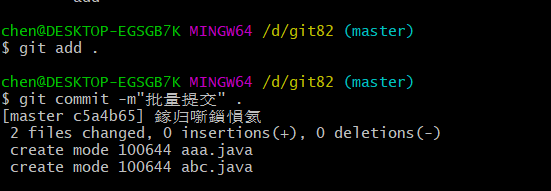 chen@DESKTOP-EGSGB7K MINGW64 /d/git82 (master)
$ git add .
chen@DESKTOP-EGSGB7K MINGW64 /d/git82 (master)
$ git commit -m"批量提交" .
[master c5a4b65] 鎵归噺鎻愪氦
 2 files changed, 0 insertions(+), 0 deletions(-)
 create mode 100644 aaa.java
 create mode 100644 abc.java